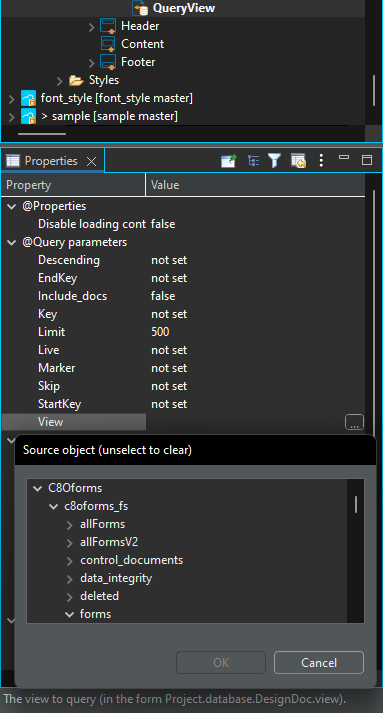 QueryView
Header
Content
Footer
Styles
font_style [font_style master]
> sample [sample master]
Properties
Property Value
@Properties
Disable loading cont false
@Query parameters
Descending not set
EndKey not set
Include_docs false
Key not set
Limit 500
Live not set
Marker not set
Skip not set
StartKey not set
View ...
Source object (unselect to clear)
C8Oforms
c8oforms_fs
allForms
allFormsV2
control_documents
data_integrity
deleted
forms
OK Cancel
The view to query (in the form Project.database.DesignDoc.view).